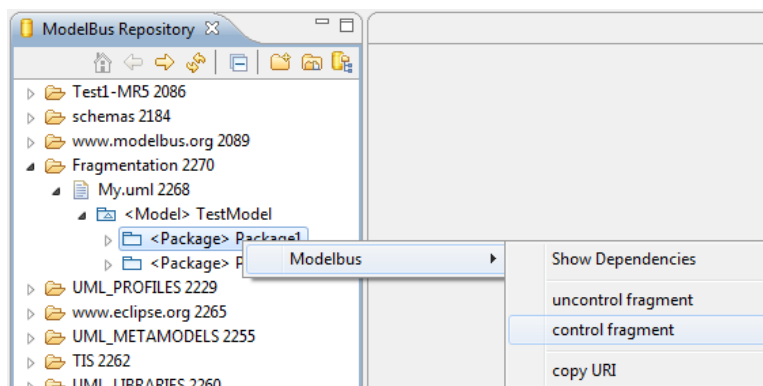 ModelBus Repository
Test1-MR5 2086
schemas 2184
www.modelbus.org 2089
Fragmentation 2270
My.uml 2268
<Model> TestModel
<Package> Package1
<Package> P
Modelbus
Show Dependencies
uncontrol fragment
control fragment
copy URI
UML_PROFILES 2229
www.eclipse.org 2265
UML_METAMODELS 2255
TIS 2262
UML_LIBRARIES 2260